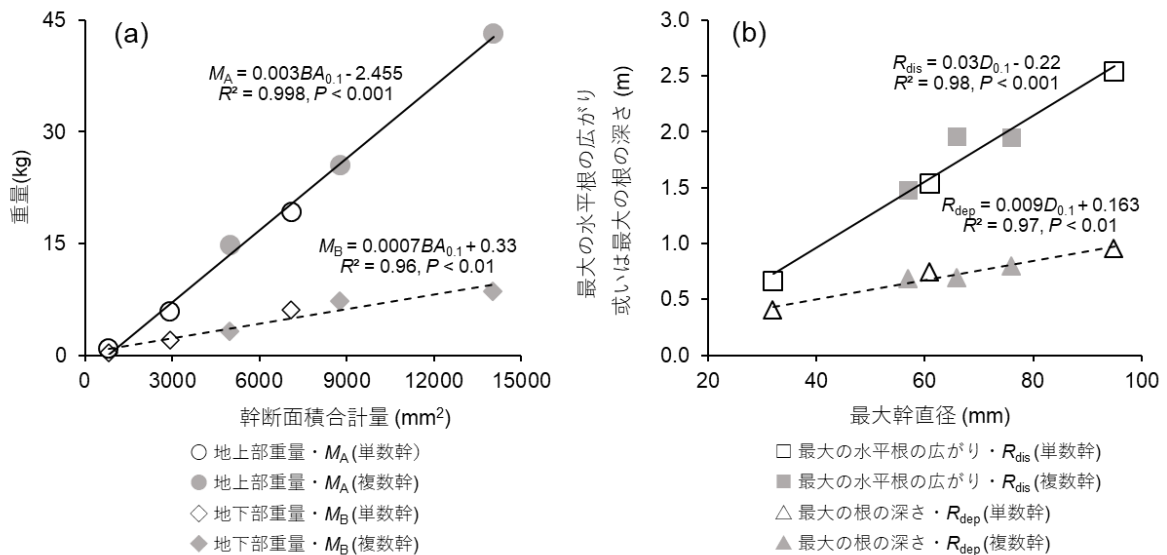 (a)
45
30
15
0
重量(kg)
M_A = 0.003BA_0.1 - 2.455
R² = 0.998, P < 0.001
M_B = 0.0007BA_0.1 + 0.33
R² = 0.96, P < 0.01
0 3000 6000 9000 12000 15000
幹断面積合計量 (mm²)
地上部重量・M_A (単数幹)
地上部重量・M_A (複数幹)
地下部重量・M_B (単数幹)
地下部重量・M_B (複数幹)
(b)
3.0
2.5
2.0
1.5
1.0
0.5
0.0
最大の水平根の広がり
或いは最大の根の深さ (m)
R_dis = 0.03D_0.1 - 0.22
R² = 0.98, P < 0.001
R_dep = 0.009D_0.1 + 0.163
R² = 0.97, P < 0.01
20 40 60 80 100
最大幹直径 (mm)
最大の水平根の広がり・R_dis (単数幹)
最大の水平根の広がり・R_dis (複数幹)
最大の根の深さ・R_dep (単数幹)
最大の根の深さ・R_dep (複数幹)